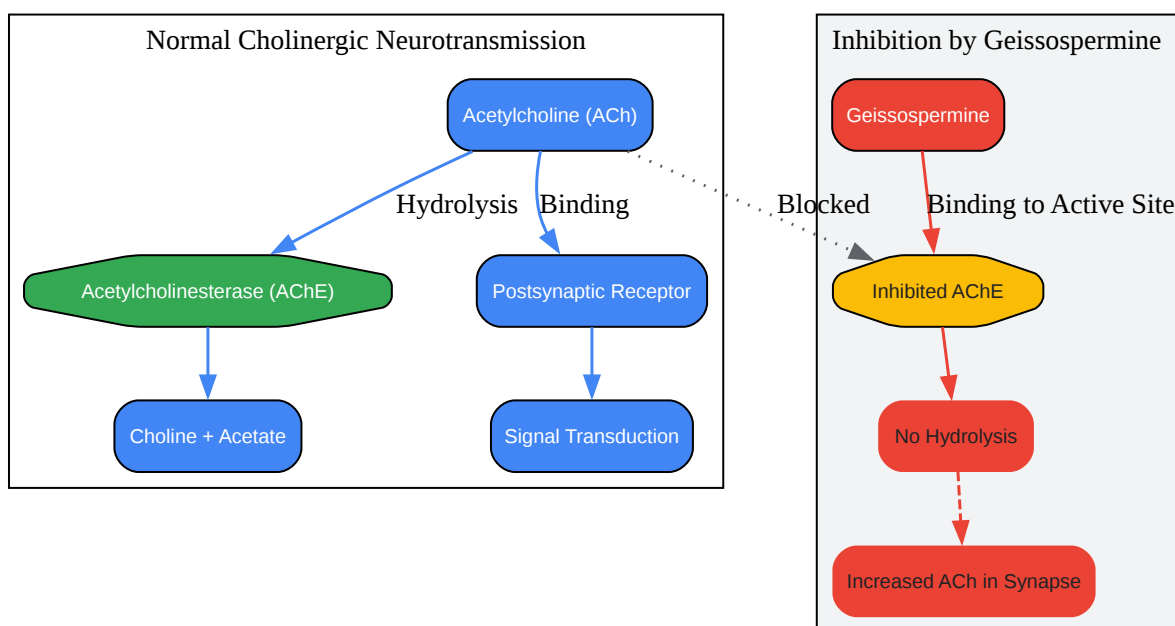 Normal Cholinergic Neurotransmission
Inhibition by Geissospermine
Acetylcholine (ACh)
Geissospermine
Hydrolysis
Binding
Blocked
Binding to Active Site
Acetylcholinesterase (AChE)
Postsynaptic Receptor
Inhibited AChE
Choline + Acetate
Signal Transduction
No Hydrolysis
Increased ACh in Synapse